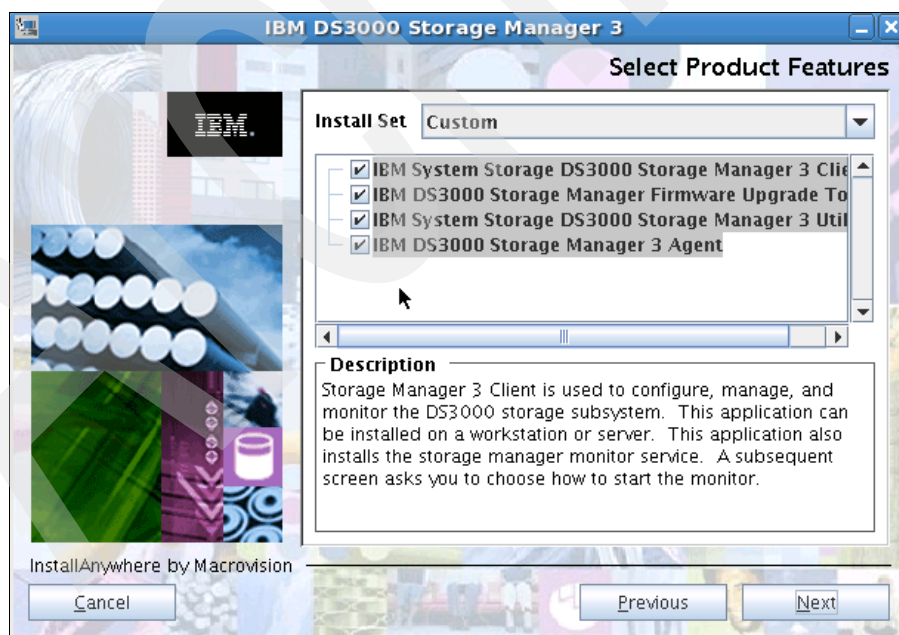 IBM DS3000 Storage Manager 3
Select Product Features
IBM.
Install Set Custom
IBM System Storage DS3000 Storage Manager 3 Clie
IBM DS3000 Storage Manager Firmware Upgrade To
IBM System Storage DS3000 Storage Manager 3 Util
IBM DS3000 Storage Manager 3 Agent
Description
Storage Manager 3 Client is used to configure, manage, and
monitor the DS3000 storage subsystem. This application can
be installed on a workstation or server. This application also
installs the storage manager monitor service. A subsequent
screen asks you to choose how to start the monitor.
InstallAnywhere by Macrovision
Cancel
Previous
Next